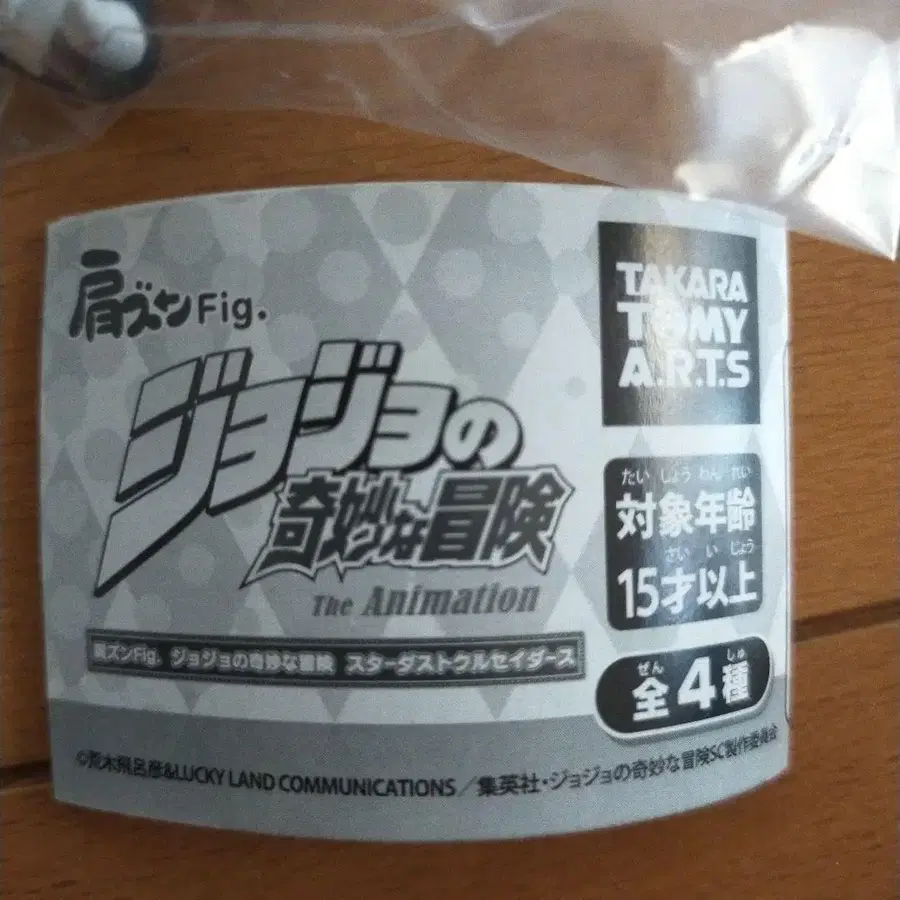 肩ズンFig.
ジョジョの
奇妙な冒険
The Animation
肩ズンFig. ジョジョの奇妙な冒険 スターダストクルセイダース
TAKARA
TOMY
A.R.T.S
たいしょうねんれい
対象年齢
さいいじょう
15才以上
ぜん しゅ
全4種
©荒木飛呂彦&LUCKY LAND COMMUNICATIONS/集英社・ジョジョの奇妙な冒険SC製作委員会